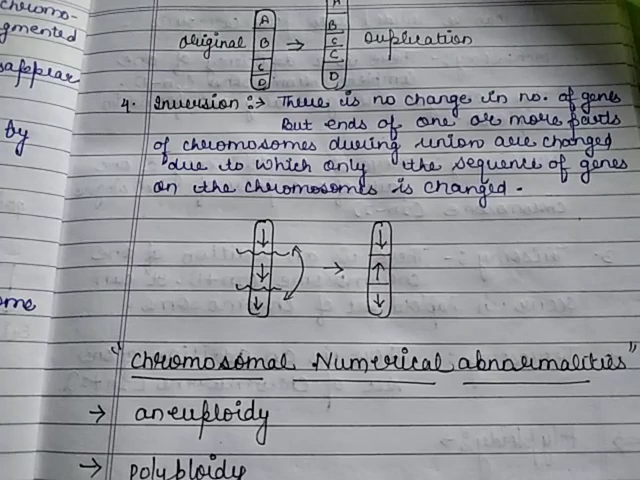 chromo-
gmented
safepear
by
ome
A
Original B → B Duplication
C C
D C
D
4. Inversion :→ There is no change in no. of genes
But ends of one or more parts
of chromosomes during union are changed
due to which only the sequence of genes
on the chromosomes is changed.
"Chromosomal Numerical abnormalities"
→ aneuploidy
→ polyploidy